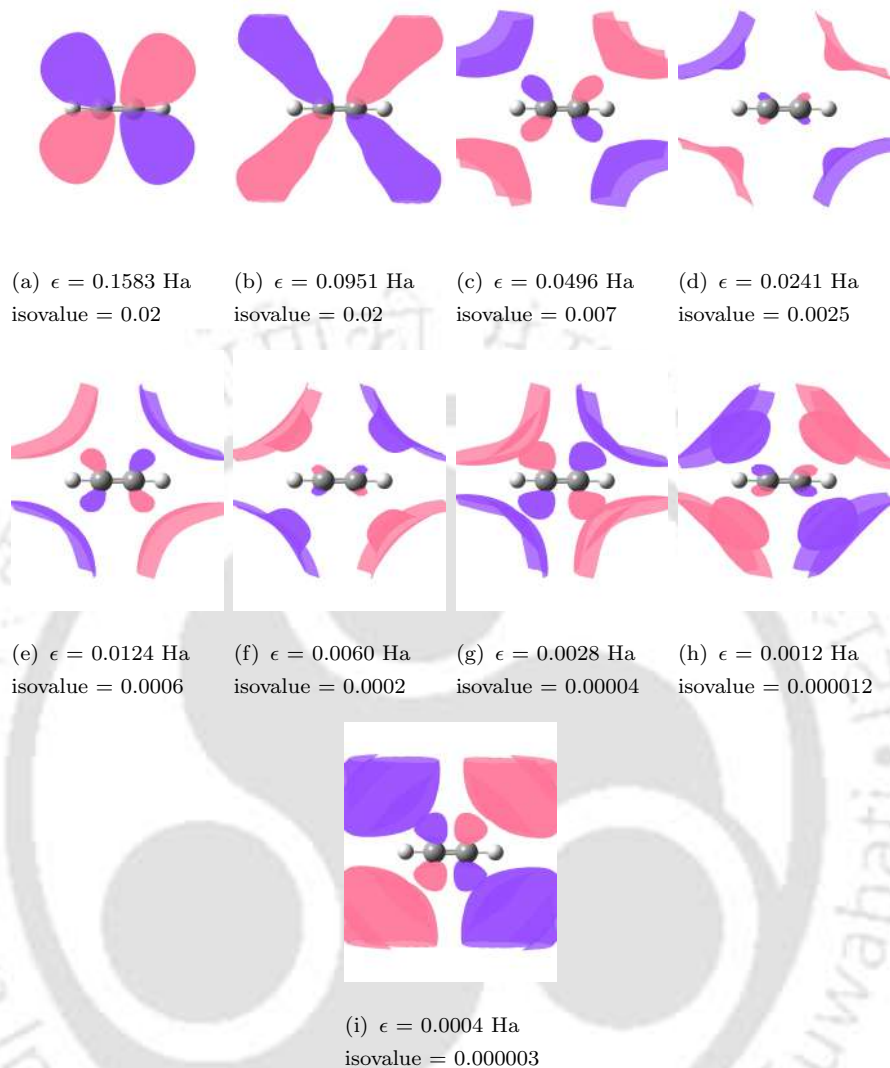 (a) ϵ = 0.1583 Ha
isovalue = 0.02
(b) ϵ = 0.0951 Ha
isovalue = 0.02
(c) ϵ = 0.0496 Ha
isovalue = 0.007
(d) ϵ = 0.0241 Ha
isovalue = 0.0025
(e) ϵ = 0.0124 Ha
isovalue = 0.0006
(f) ϵ = 0.0060 Ha
isovalue = 0.0002
(g) ϵ = 0.0028 Ha
isovalue = 0.00004
(h) ϵ = 0.0012 Ha
isovalue = 0.000012
(i) ϵ = 0.0004 Ha
isovalue = 0.000003